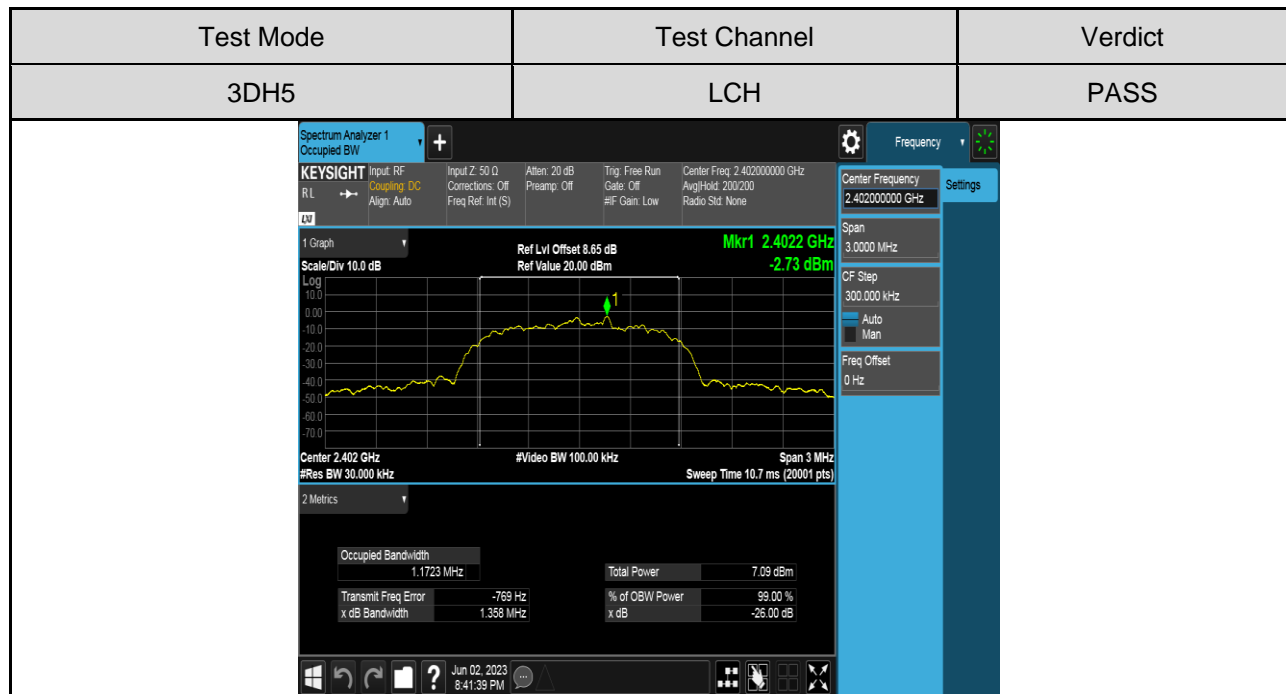 Test Mode Test Channel Verdict
3DH5 LCH PASS
Spectrum Analyzer 1
Occupied BW
+
Frequency
KEYSIGHT
R L
LXI
Input: RF
Coupling: DC
Align: Auto
Input Z: 50 Ω
Corrections: Off
Freq Ref: Int (S)
Atten: 20 dB
Preamp: Off
Trig: Free Run
Gate: Off
#IF Gain: Low
Center Freq: 2.402000000 GHz
Avg|Hold: 200/200
Radio Std: None
Center Frequency
2.402000000 GHz
Settings
Span
3.0000 MHz
CF Step
300.000 kHz
Auto
Man
Freq Offset
0 Hz
1 Graph
Scale/Div 10.0 dB
Ref Lvl Offset 8.65 dB
Ref Value 20.00 dBm
Mkr1 2.4022 GHz
-2.73 dBm
Log
10.0
0.00
-10.0
-20.0
-30.0
-40.0
-50.0
-60.0
-70.0
1
Center 2.402 GHz
#Res BW 30.000 kHz
#Video BW 100.00 kHz
Span 3 MHz
Sweep Time 10.7 ms (20001 pts)
2 Metrics
Occupied Bandwidth
1.1723 MHz
Total Power 7.09 dBm
Transmit Freq Error -769 Hz
% of OBW Power 99.00 %
x dB Bandwidth 1.358 MHz
x dB -26.00 dB
?
Jun 02, 2023
8:41:39 PM